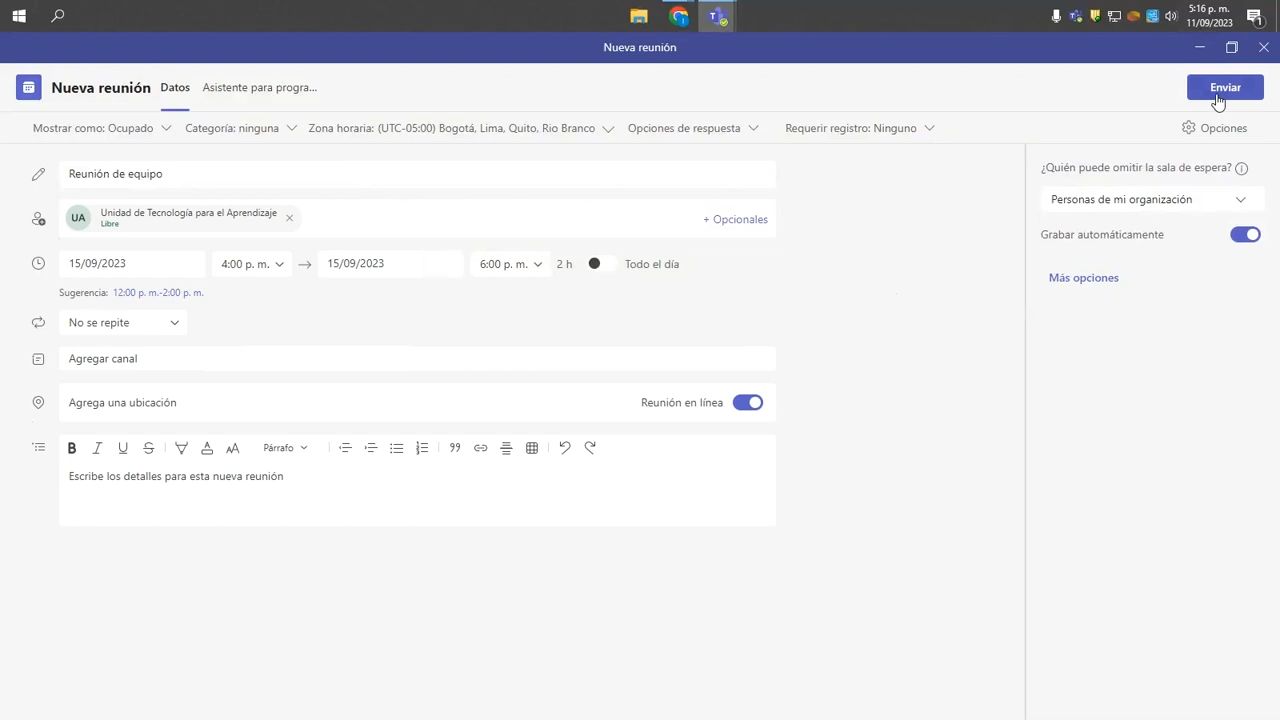 5:16 p. m.
11/09/2023
1
Nueva reunión
Nueva reunión Datos Asistente para progra...
Enviar
Mostrar como: Ocupado Categoría: ninguna Zona horaria: (UTC-05:00) Bogotá, Lima, Quito, Rio Branco Opciones de respuesta Requerir registro: Ninguno Opciones
Reunión de equipo
UA Unidad de Tecnología para el Aprendizaje
Libre
+ Opcionales
15/09/2023 4:00 p. m. 15/09/2023 6:00 p. m. 2 h Todo el día
Sugerencia: 12:00 p. m.-2:00 p. m.
No se repite
Agregar canal
Agrega una ubicación Reunión en línea
Párrafo
Escribe los detalles para esta nueva reunión
¿Quién puede omitir la sala de espera?
Personas de mi organización
Grabar automáticamente
Más opciones